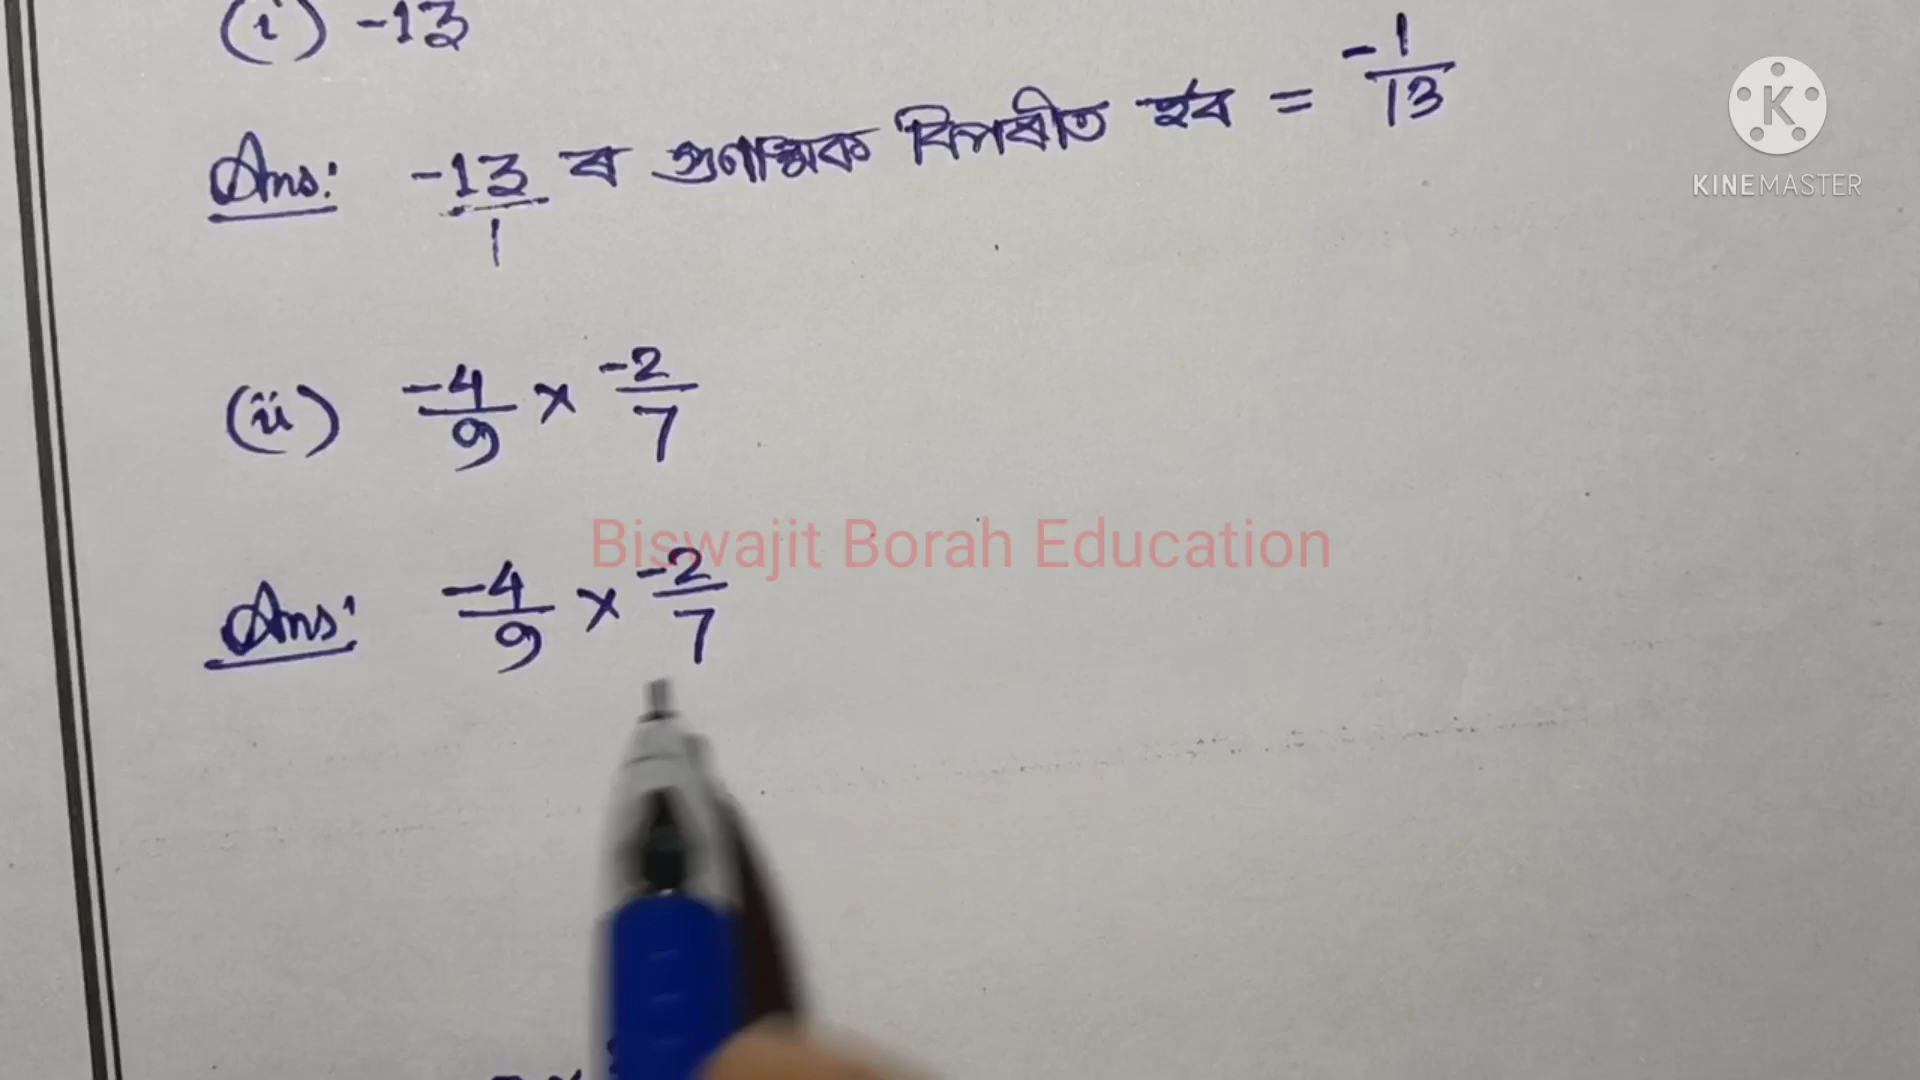 (i) -13
Ans: -13/1 ৰ গুণাত্মক বিপৰীত হ'ব = -1/13
KINEMASTER
(ii) -4/9 × -2/7
Biswajit Borah Education
Ans: -4/9 × -2/7